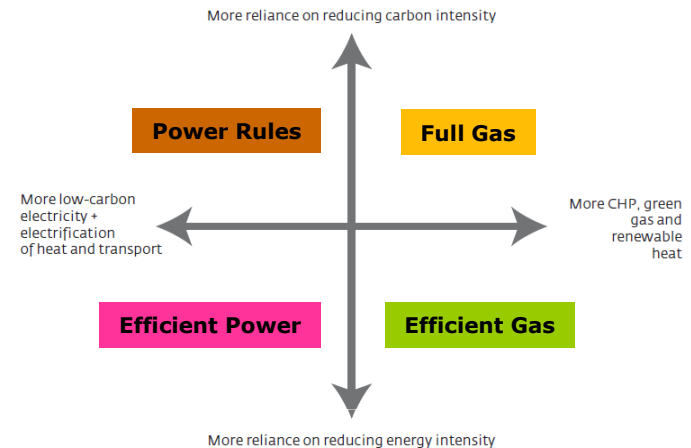 More reliance on reducing carbon intensity
Power Rules
Full Gas
More low-carbon
electricity +
electrification
of heat and transport
More CHP, green
gas and
renewable
heat
Efficient Power
Efficient Gas
More reliance on reducing energy intensity